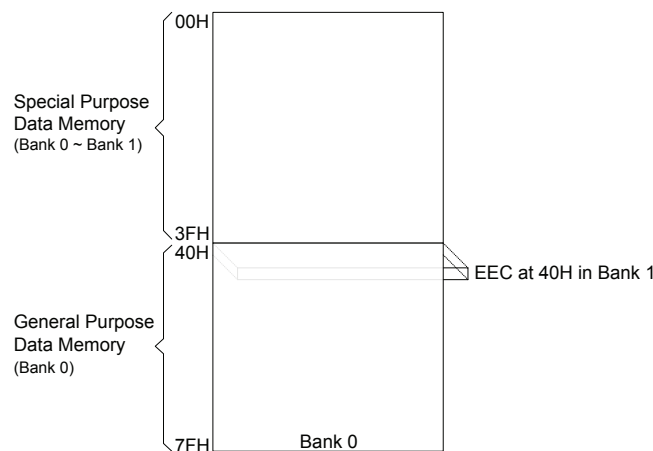 00H
Special Purpose
Data Memory
(Bank 0 ~ Bank 1)
3FH
40H
EEC at 40H in Bank 1
General Purpose
Data Memory
(Bank 0)
7FH
Bank 0